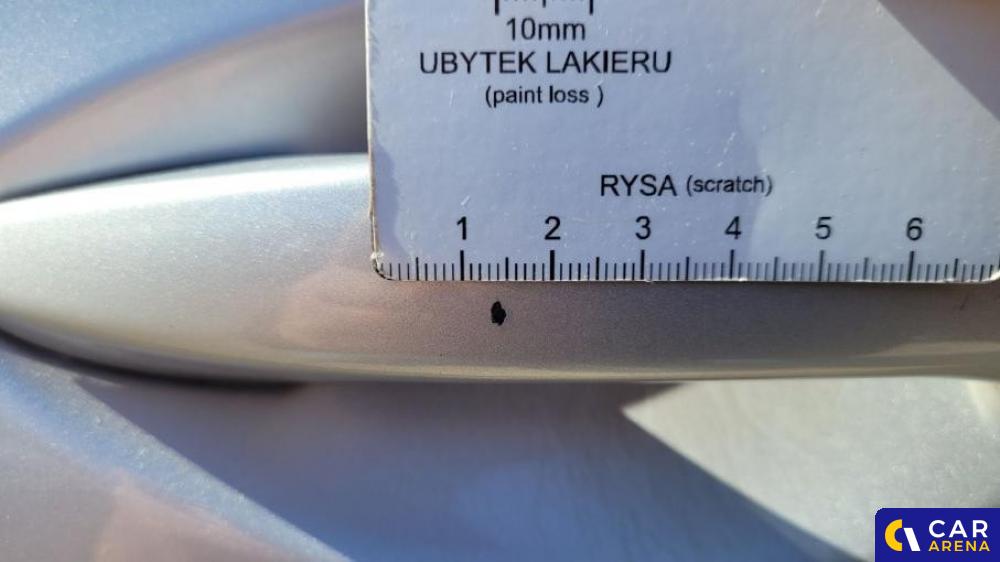 10mm
UBYTEK LAKIERU
(paint loss )
RYSA (scratch)
1 2 3 4 5 6
CAR
ARENA